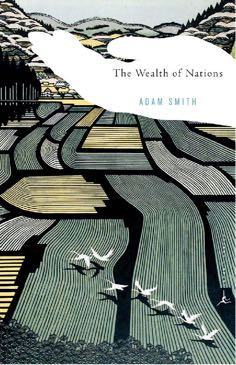 The Wealth of Nations
ADAM SMITH